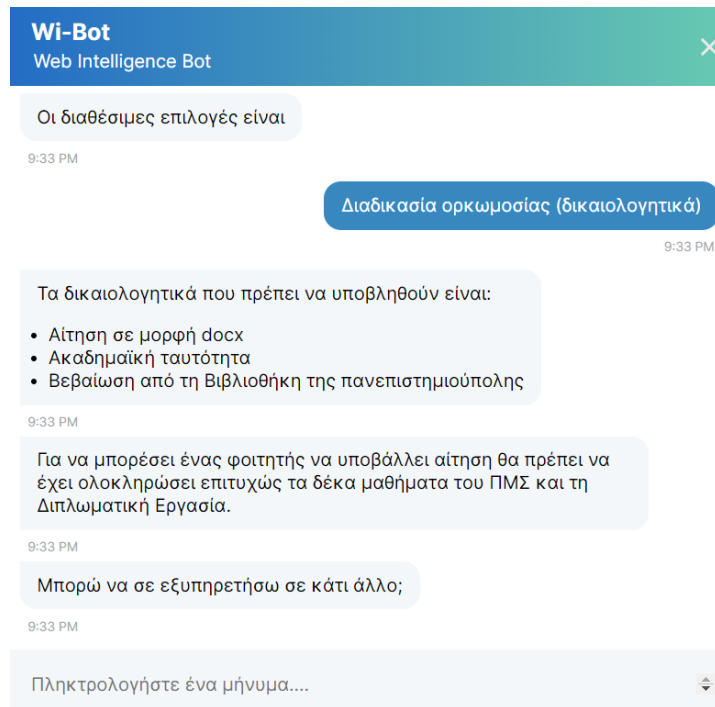 Wi-Bot
Web Intelligence Bot
Οι διαθέσιμες επιλογές είναι
9:33 PM
Διαδικασία ορκωμοσίας (δικαιολογητικά)
9:33 PM
Τα δικαιολογητικά που πρέπει να υποβληθούν είναι:
• Αίτηση σε μορφή docx
• Ακαδημαϊκή ταυτότητα
• Βεβαίωση από τη Βιβλιοθήκη της πανεπιστημιούπολης
9:33 PM
Για να μπορέσει ένας φοιτητής να υποβάλλει αίτηση θα πρέπει να
έχει ολοκληρώσει επιτυχώς τα δέκα μαθήματα του ΠΜΣ και τη
Διπλωματική Εργασία.
9:33 PM
Μπορώ να σε εξυπηρετήσω σε κάτι άλλο;
9:33 PM
Πληκτρολογήστε ένα μήνυμα....